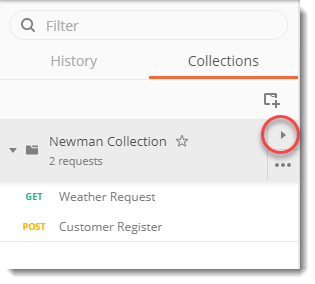 Filter
History Collections
Newman Collection
2 requests
GET Weather Request
POST Customer Register